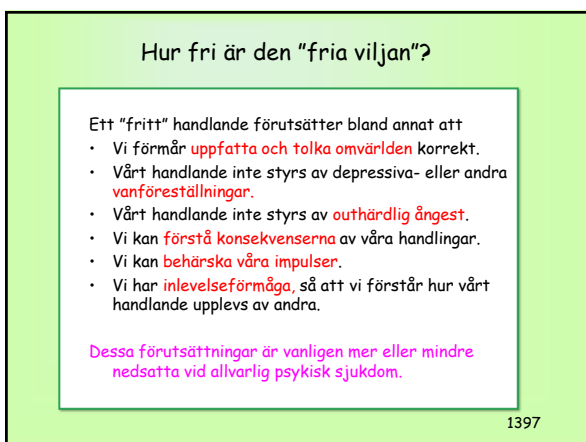 Hur fri är den ”fria viljan”?
Ett ”fritt” handlande förutsätter bland annat att
• Vi förmår uppfatta och tolka omvärlden korrekt.
• Vårt handlande inte styrs av depressiva- eller andra
vanföreställningar.
• Vårt handlande inte styrs av outhärdlig ångest.
• Vi kan förstå konsekvenserna av våra handlingar.
• Vi kan behärska våra impulser.
• Vi har inlevelseförmåga, så att vi förstår hur vårt
handlande upplevs av andra.
Dessa förutsättningar är vanligen mer eller mindre
nedsatta vid allvarlig psykisk sjukdom.
1397